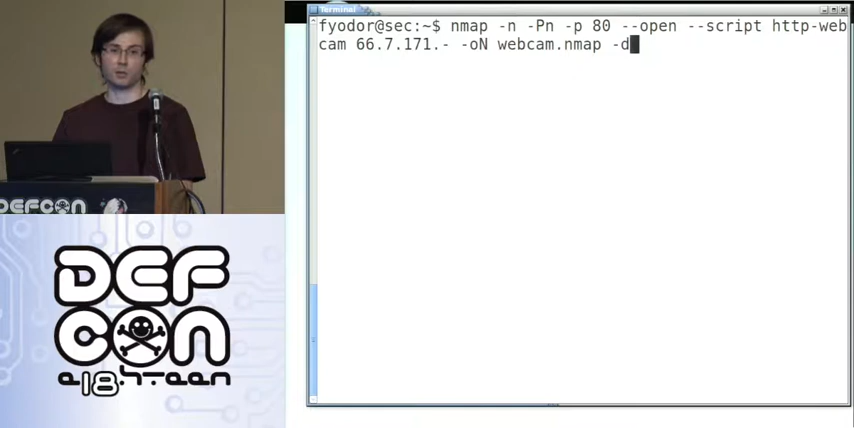 Terminal
fyodor@sec:~$ nmap -n -Pn -p 80 --open --script http-web
cam 66.7.171.- -oN webcam.nmap -d
DEFCON
DEF
CON
e18hteen